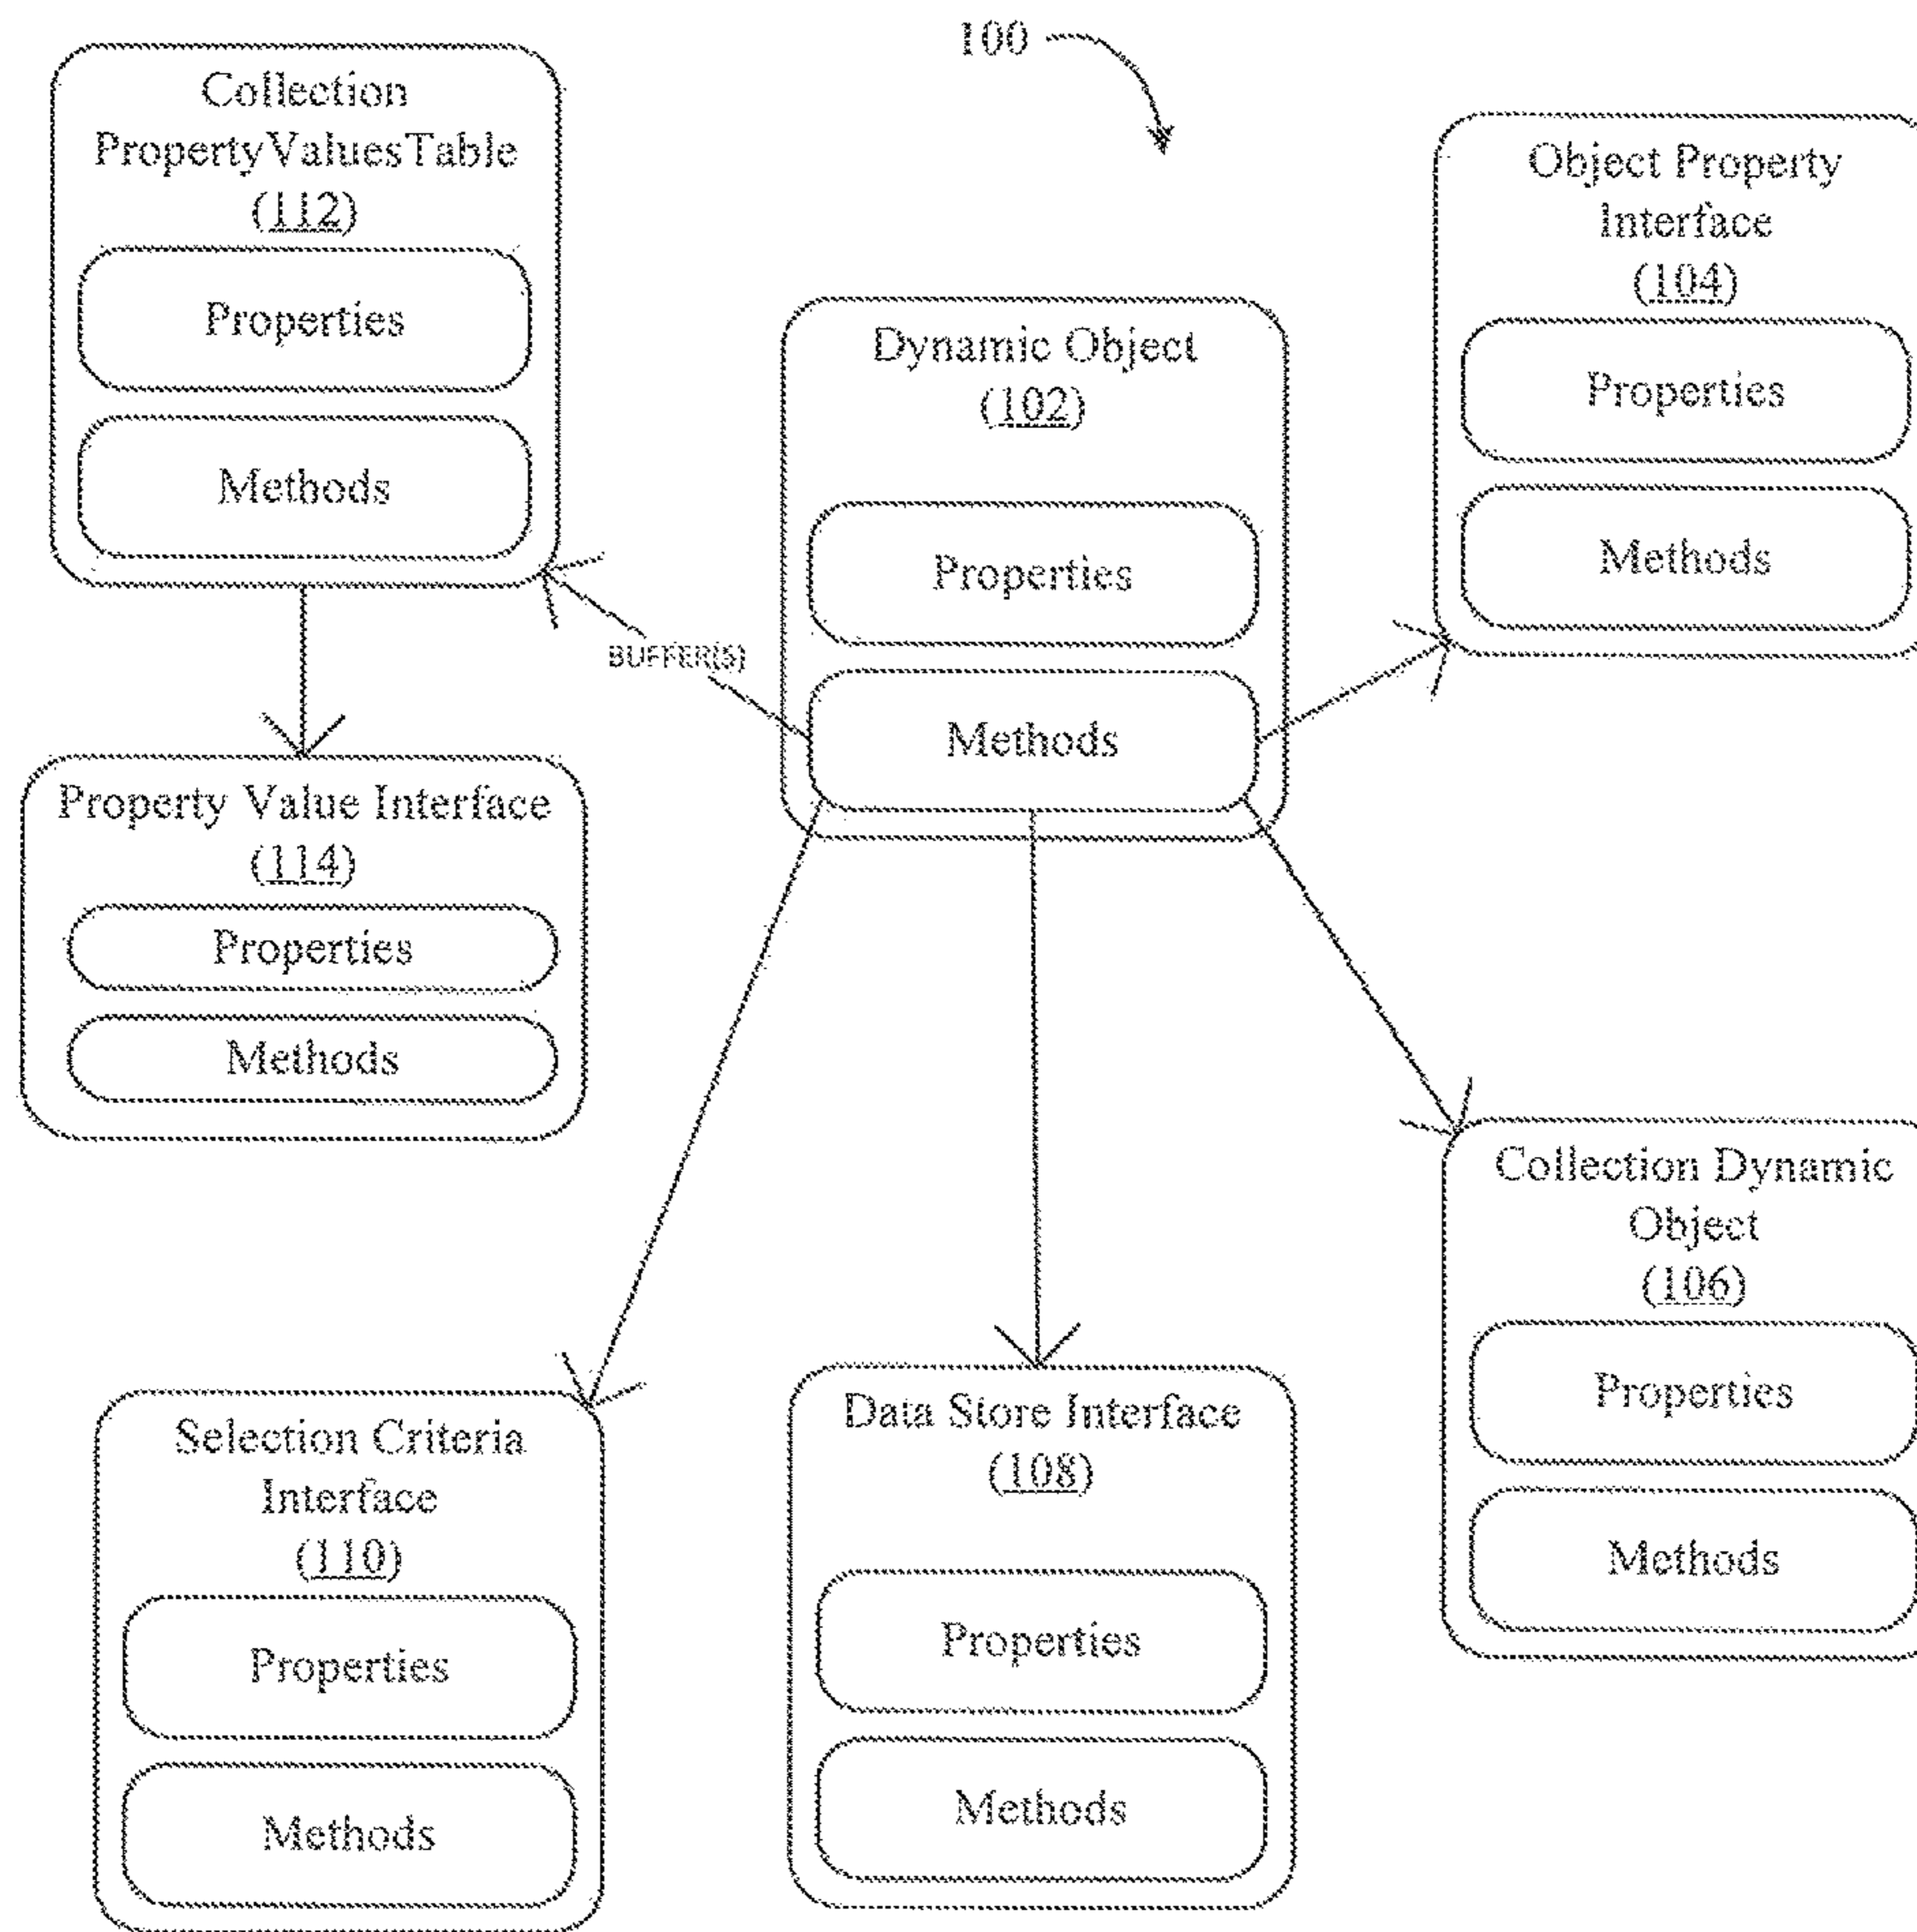 100
Collection
PropertyValuesTable
(112)
Properties
Methods
Object Property
Interface
(104)
Properties
Methods
Dynamic Object
(102)
Properties
Methods
BUFFER(S)
Property Value Interface
(114)
Properties
Methods
Collection Dynamic
Object
(106)
Properties
Methods
Selection Criteria
Interface
(110)
Properties
Methods
Data Store Interface
(108)
Properties
Methods